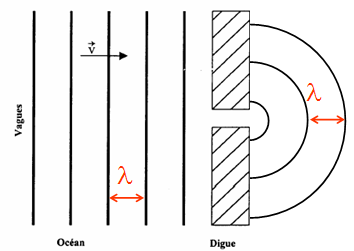 v
λ
λ
Vagues
Océan
Digue